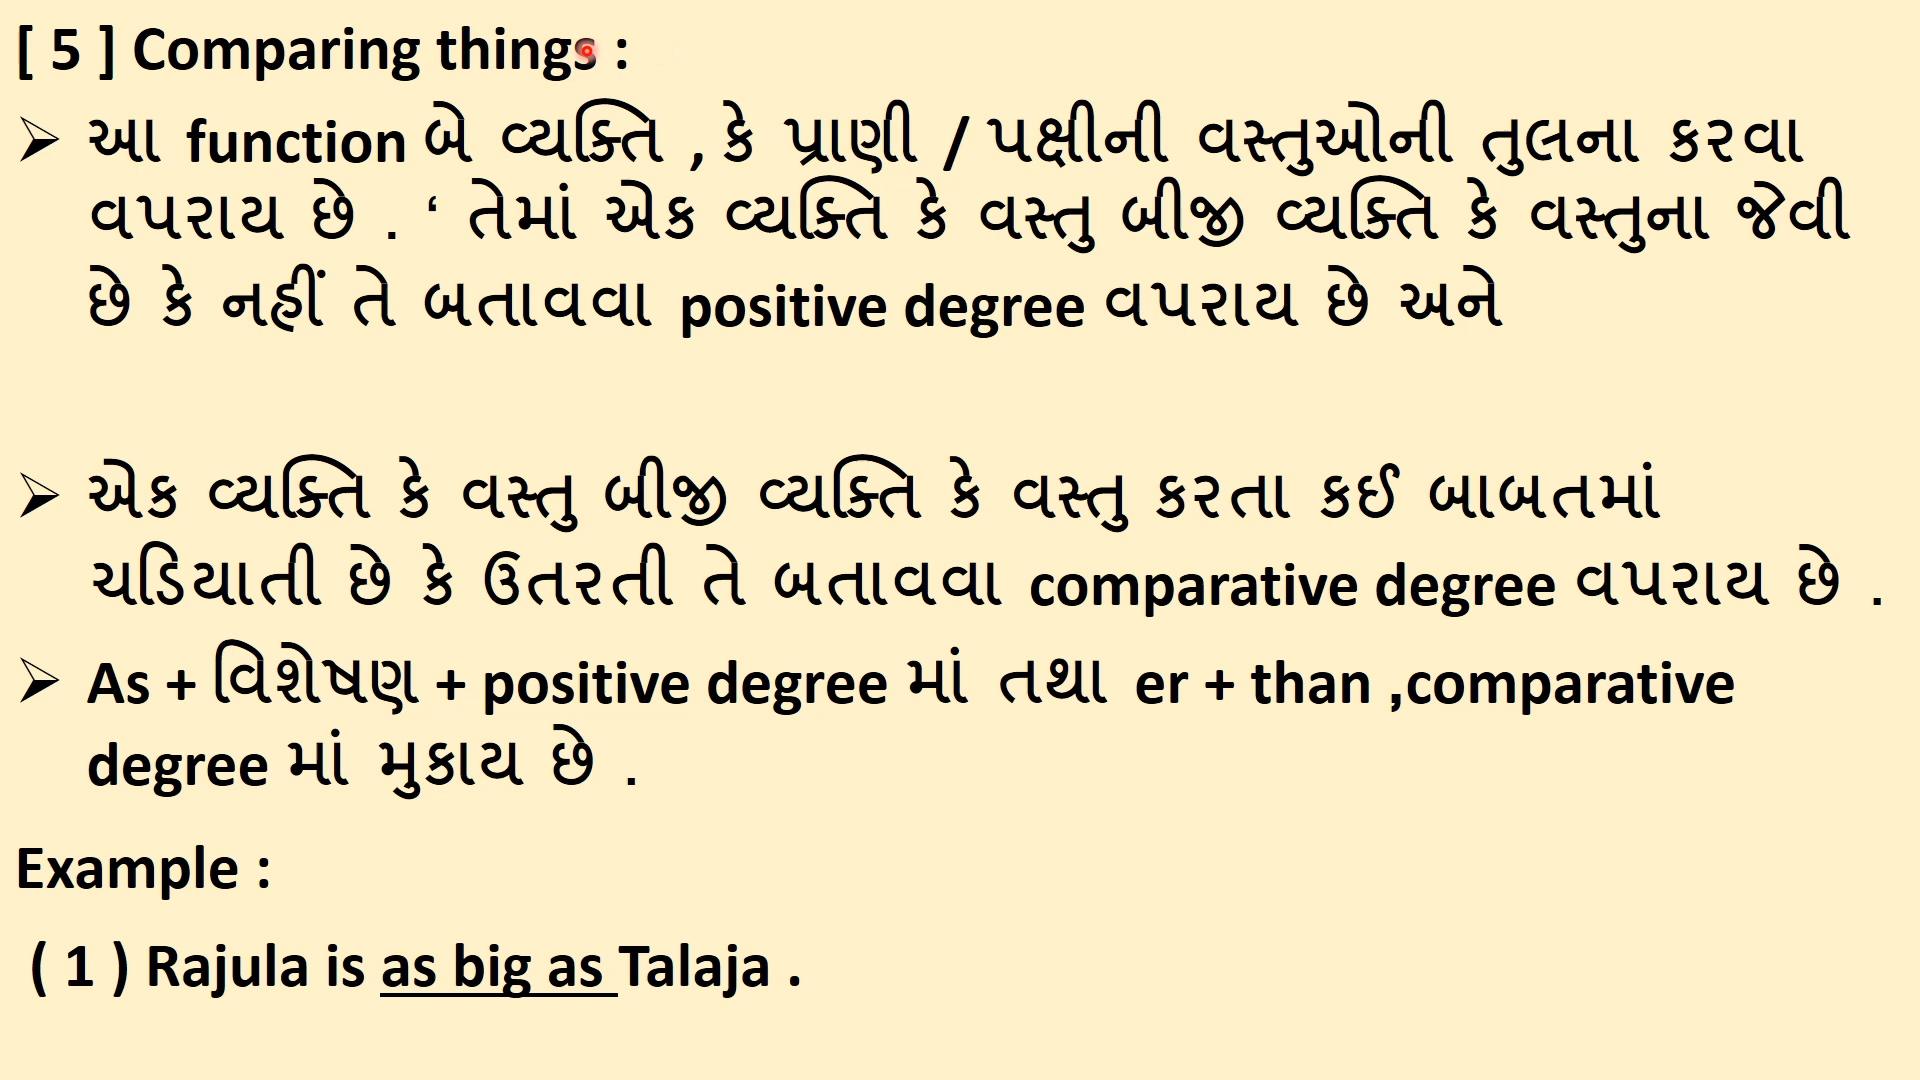 [ 5 ] Comparing things :
➢ આ function બે વ્યક્તિ , કે પ્રાણી / પક્ષીની વસ્તુઓની તુલના કરવા
વપરાય છે . ‘ તેમાં એક વ્યક્તિ કે વસ્તુ બીજી વ્યક્તિ કે વસ્તુના જેવી
છે કે નહીં તે બતાવવા positive degree વપરાય છે અને
➢ એક વ્યક્તિ કે વસ્તુ બીજી વ્યક્તિ કે વસ્તુ કરતા કઈ બાબતમાં
ચડિયાતી છે કે ઉતરતી તે બતાવવા comparative degree વપરાય છે .
➢ As + વિશેષણ + positive degree માં તથા er + than ,comparative
degree માં મુકાય છે .
Example :
( 1 ) Rajula is as big as Talaja .